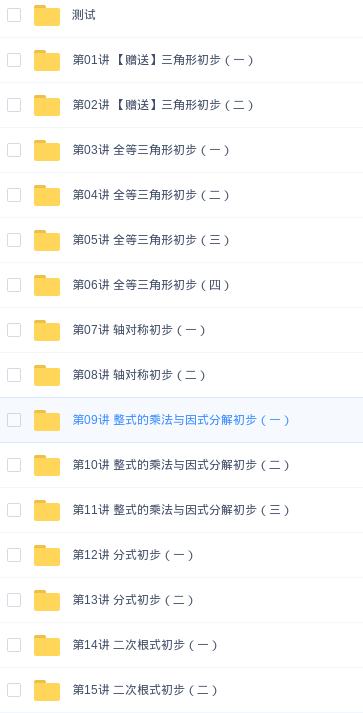 测试
第01讲 【赠送】三角形初步（一）
第02讲 【赠送】三角形初步（二）
第03讲 全等三角形初步（一）
第04讲 全等三角形初步（二）
第05讲 全等三角形初步（三）
第06讲 全等三角形初步（四）
第07讲 轴对称初步（一）
第08讲 轴对称初步（二）
第09讲 整式的乘法与因式分解初步（一）
第10讲 整式的乘法与因式分解初步（二）
第11讲 整式的乘法与因式分解初步（三）
第12讲 分式初步（一）
第13讲 分式初步（二）
第14讲 二次根式初步（一）
第15讲 二次根式初步（二）